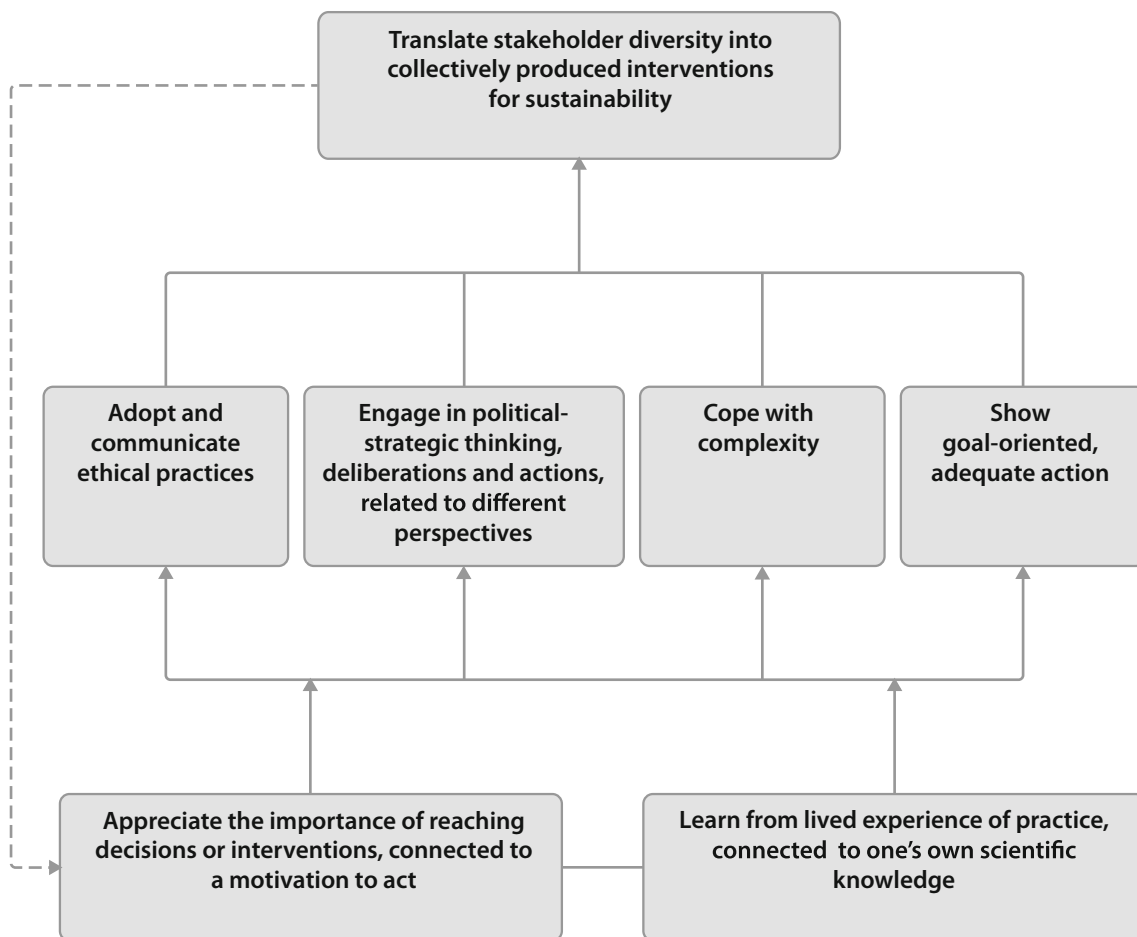 Translate stakeholder diversity into
collectively produced interventions
for sustainability
Adopt and
communicate
ethical practices
Engage in political-
strategic thinking,
deliberations and actions,
related to different
perspectives
Cope with
complexity
Show
goal-oriented,
adequate action
Appreciate the importance of reaching
decisions or interventions, connected to
a motivation to act
Learn from lived experience of practice,
connected to one’s own scientific
knowledge